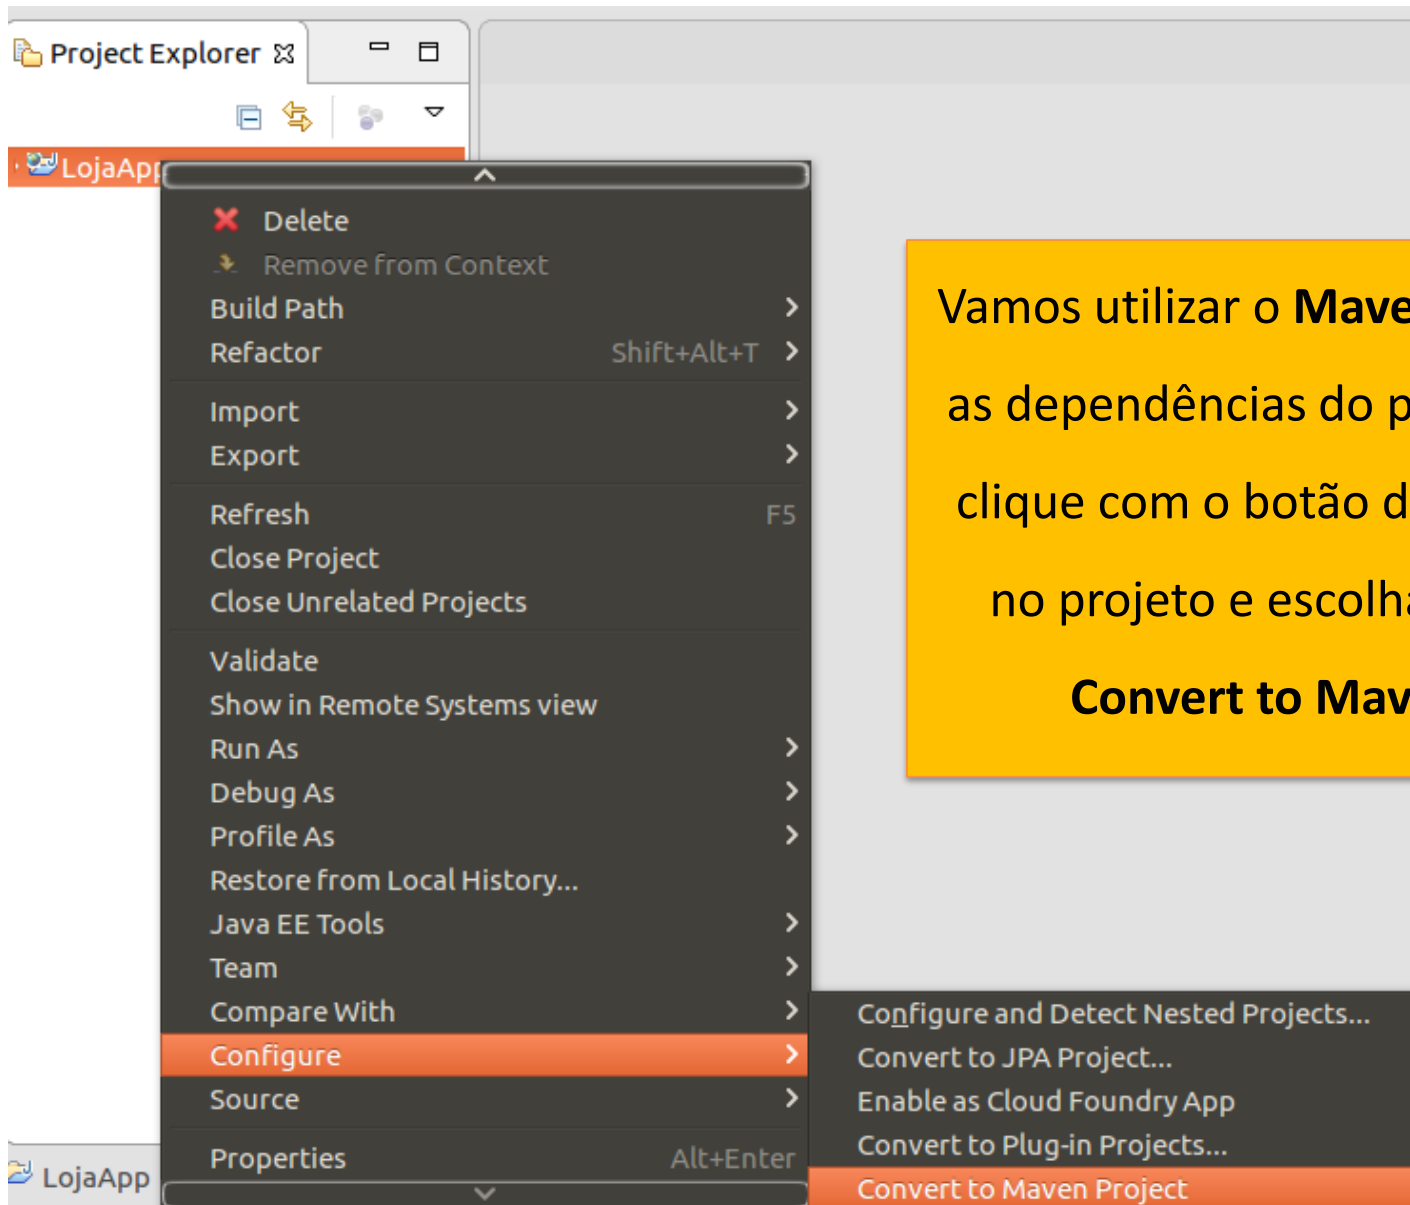 Project Explorer
LojaApp
Delete
Remove from Context
Build Path
Refactor Shift+Alt+T
Import
Export
Refresh F5
Close Project
Close Unrelated Projects
Validate
Show in Remote Systems view
Run As
Debug As
Profile As
Restore from Local History...
Java EE Tools
Team
Compare With
Configure
Source
Properties Alt+Enter
Configure and Detect Nested Projects...
Convert to JPA Project...
Enable as Cloud Foundry App
Convert to Plug-in Projects...
Convert to Maven Project
Vamos utilizar o Mave
as dependências do p
clique com o botão d
no projeto e escolha
Convert to Mav
LojaApp